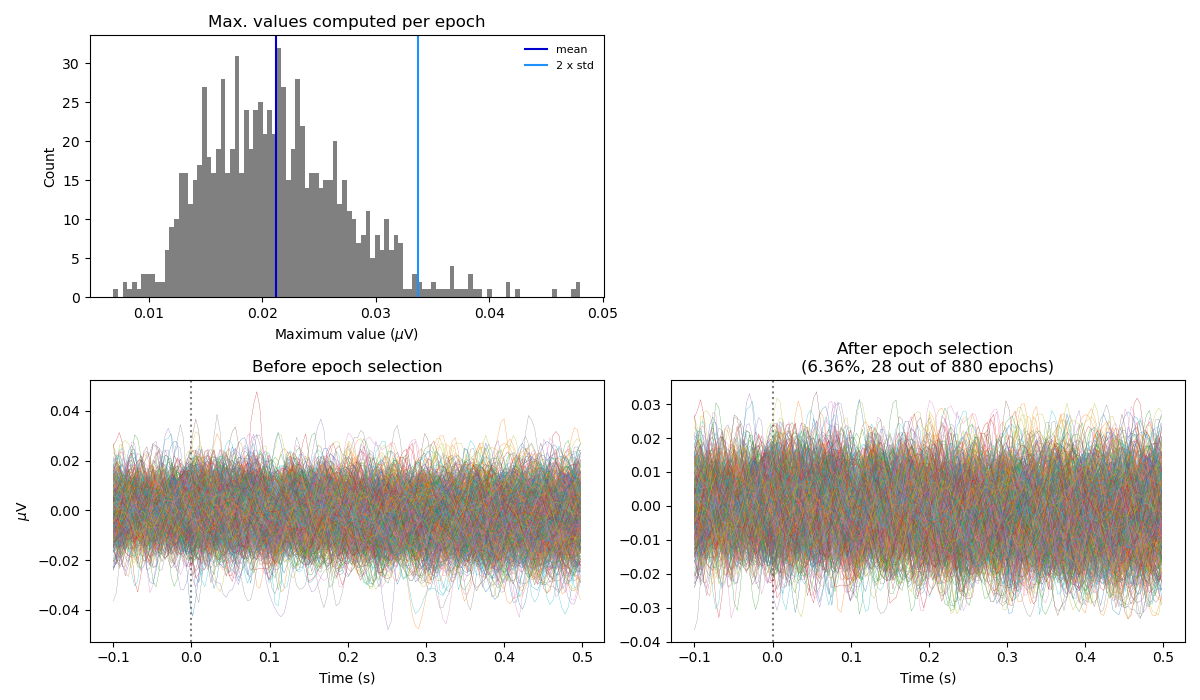 Max. values computed per epoch
mean
2 x std
Count
30
25
20
15
10
5
0
0.01 0.02 0.03 0.04 0.05
Maximum value (μV)
Before epoch selection
μV
0.04
0.02
0.00
−0.02
−0.04
−0.1 0.0 0.1 0.2 0.3 0.4 0.5
Time (s)
After epoch selection
(6.36%, 28 out of 880 epochs)
0.03
0.02
0.01
0.00
−0.01
−0.02
−0.03
−0.04
−0.1 0.0 0.1 0.2 0.3 0.4 0.5
Time (s)